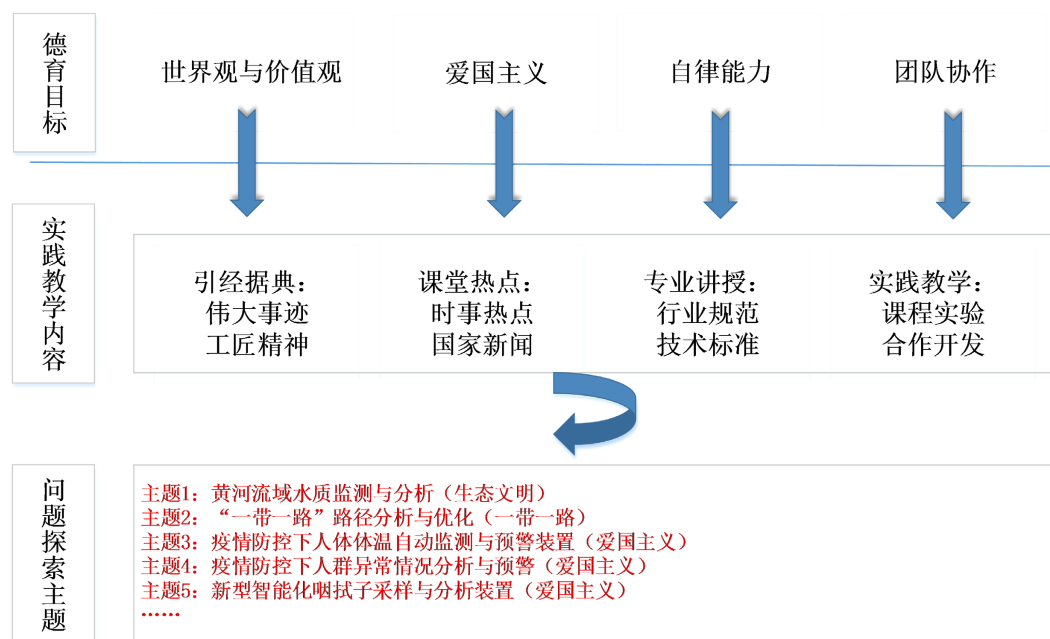 德育目标
世界观与价值观
爱国主义
自律能力
团队协作
实践教学内容
引经据典：
伟大事迹
工匠精神
课堂热点：
时事热点
国家新闻
专业讲授：
行业规范
技术标准
实践教学：
课程实验
合作开发
问题探索主题
主题1：黄河流域水质监测与分析（生态文明）
主题2：“一带一路”路径分析与优化（一带一路）
主题3：疫情防控下人体体温自动监测与预警装置（爱国主义）
主题4：疫情防控下人群异常情况分析与预警（爱国主义）
主题5：新型智能化咽拭子采样与分析装置（爱国主义）
……